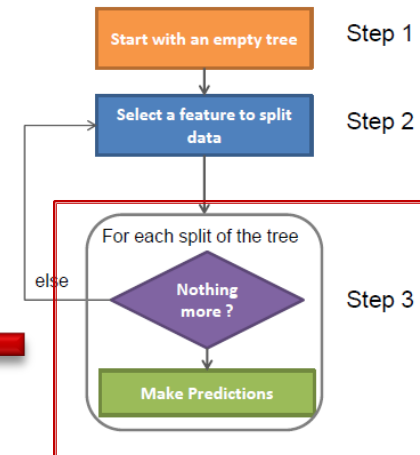 Start with an empty tree
Step 1
Select a feature to split
data
Step 2
For each split of the tree
else
Nothing
more ?
Step 3
Make Predictions